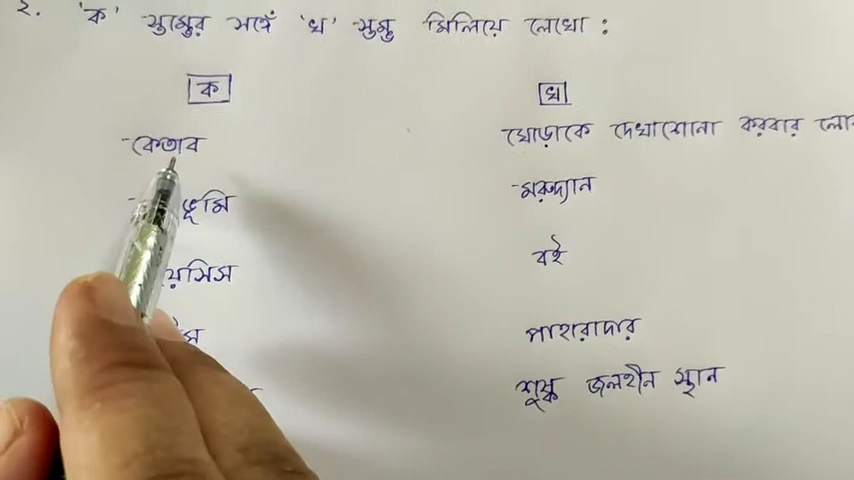 ২. 'ক' স্তম্ভের সঙ্গে 'খ' স্তম্ভ মিলিয়ে লেখো :
ক খ
কেতাব ঘোড়াকে দেখাশোনা করবার
মরুদ্যান
বই
পাহারাদার
শুষ্ক জলহীন স্থান